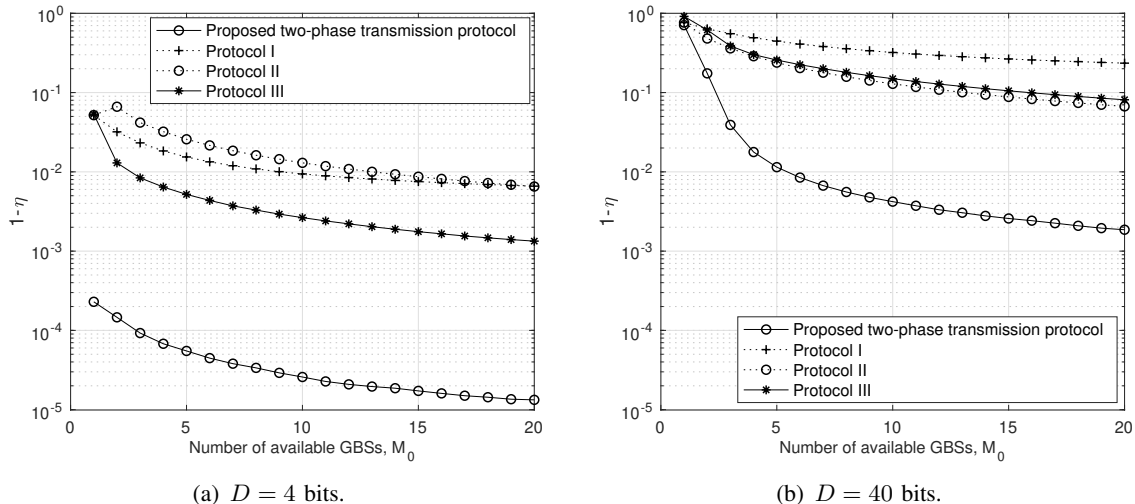 10^0
10^-1
10^-2
10^-3
10^-4
10^-5
1-η
Proposed two-phase transmission protocol
Protocol I
Protocol II
Protocol III
0 5 10 15 20
Number of available GBSs, M_0
(a) D = 4 bits.
10^0
10^-1
10^-2
10^-3
10^-4
10^-5
1-η
Proposed two-phase transmission protocol
Protocol I
Protocol II
Protocol III
0 5 10 15 20
Number of available GBSs, M_0
(b) D = 40 bits.